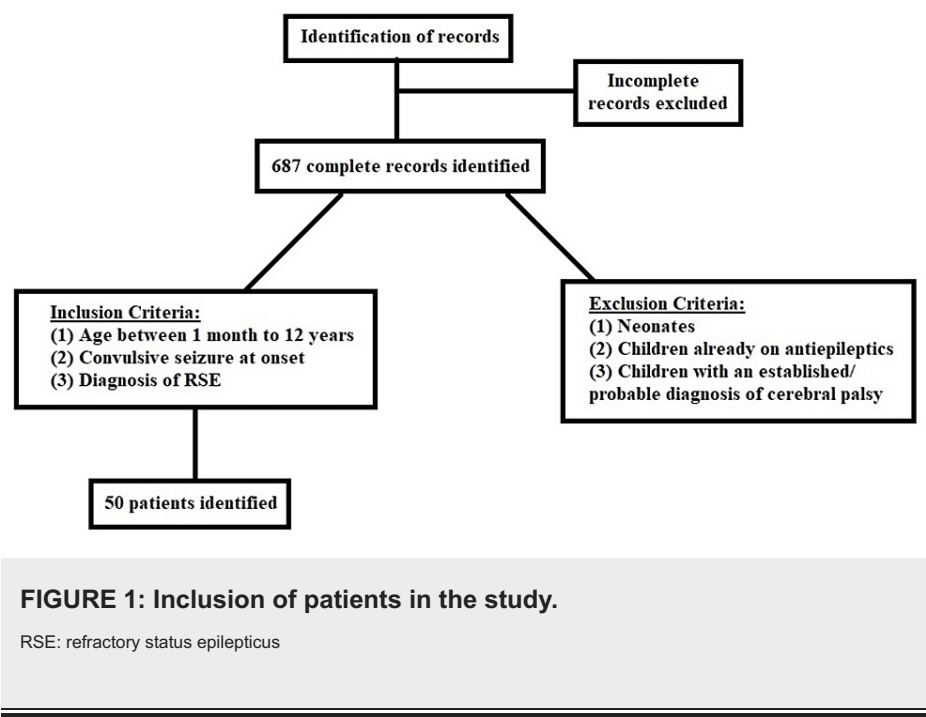 Identification of records
Incomplete
records excluded
687 complete records identified
Inclusion Criteria:
(1) Age between 1 month to 12 years
(2) Convulsive seizure at onset
(3) Diagnosis of RSE
Exclusion Criteria:
(1) Neonates
(2) Children already on antiepileptics
(3) Children with an established/
probable diagnosis of cerebral palsy
50 patients identified
FIGURE 1: Inclusion of patients in the study.
RSE: refractory status epilepticus